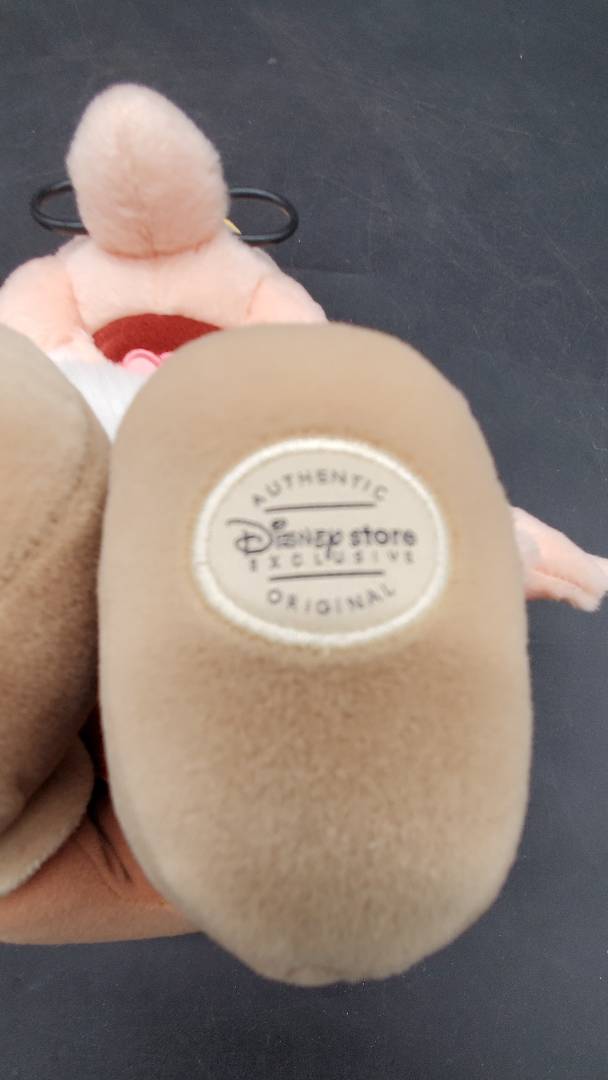 AUTHENTIC
Disney store
EXCLUSIVE
ORIGINAL